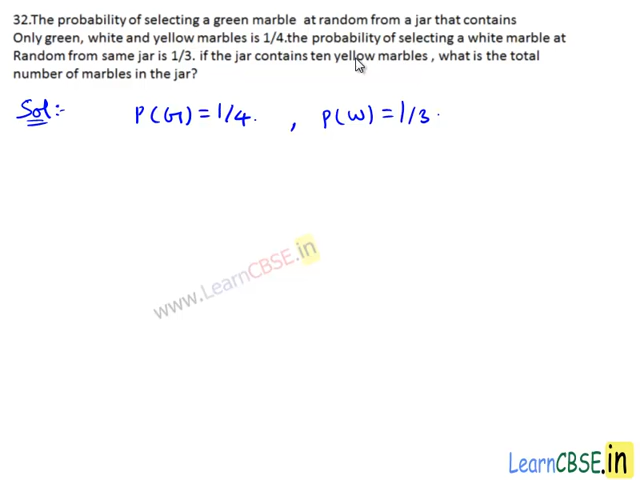 32.The probability of selecting a green marble at random from a jar that contains
Only green, white and yellow marbles is 1/4.the probability of selecting a white marble at
Random from same jar is 1/3. if the jar contains ten yellow marbles , what is the total
number of marbles in the jar?
Sol:- P(G) = 1/4. , P(W) = 1/3.
www.LearnCBSE.in
LearnCBSE.in